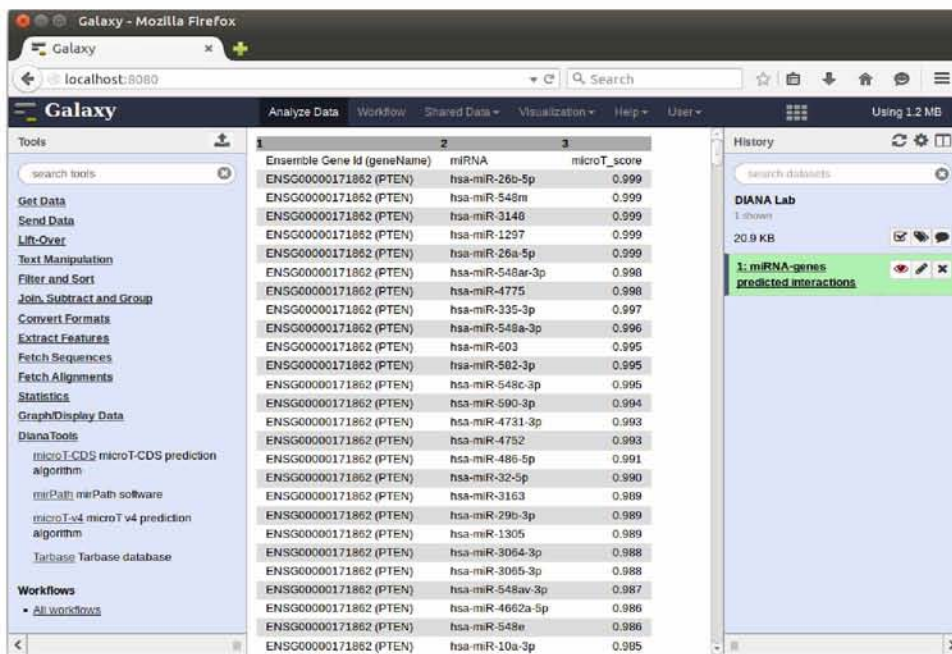 Galaxy - Mozilla Firefox
Galaxy
localhost:8080
Search
Galaxy
Analyze Data Workflow Shared Data Visualization Help User
Using 1.2 MB
Tools
search tools
Get Data
Send Data
Lift-Over
Text Manipulation
Filter and Sort
Join, Subtract and Group
Convert Formats
Extract Features
Fetch Sequences
Fetch Alignments
Statistics
Graph/Display Data
DianaTools
microT-CDS microT-CDS prediction
algorithm
mirPath mirPath software
microT-v4 microT v4 prediction
algorithm
Tarbase Tarbase database
Workflows
All workflows
1 2 3
Ensemble Gene Id (geneName) miRNA microT_score
ENSG00000171862 (PTEN) hsa-miR-26b-5p 0.999
ENSG00000171862 (PTEN) hsa-miR-548m 0.999
ENSG00000171862 (PTEN) hsa-miR-3148 0.999
ENSG00000171862 (PTEN) hsa-miR-1297 0.999
ENSG00000171862 (PTEN) hsa-miR-26a-5p 0.999
ENSG00000171862 (PTEN) hsa-miR-548ar-3p 0.998
ENSG00000171862 (PTEN) hsa-miR-4775 0.998
ENSG00000171862 (PTEN) hsa-miR-335-3p 0.997
ENSG00000171862 (PTEN) hsa-miR-548a-3p 0.996
ENSG00000171862 (PTEN) hsa-miR-603 0.995
ENSG00000171862 (PTEN) hsa-miR-582-3p 0.995
ENSG00000171862 (PTEN) hsa-miR-548c-3p 0.995
ENSG00000171862 (PTEN) hsa-miR-590-3p 0.994
ENSG00000171862 (PTEN) hsa-miR-4731-3p 0.993
ENSG00000171862 (PTEN) hsa-miR-4752 0.993
ENSG00000171862 (PTEN) hsa-miR-486-5p 0.991
ENSG00000171862 (PTEN) hsa-miR-32-5p 0.990
ENSG00000171862 (PTEN) hsa-miR-3163 0.989
ENSG00000171862 (PTEN) hsa-miR-29b-3p 0.989
ENSG00000171862 (PTEN) hsa-miR-1305 0.989
ENSG00000171862 (PTEN) hsa-miR-3064-3p 0.988
ENSG00000171862 (PTEN) hsa-miR-3065-3p 0.988
ENSG00000171862 (PTEN) hsa-miR-548av-3p 0.987
ENSG00000171862 (PTEN) hsa-miR-4662a-5p 0.986
ENSG00000171862 (PTEN) hsa-miR-548e 0.986
ENSG00000171862 (PTEN) hsa-miR-10a-3p 0.985
History
search datasets
DIANA Lab
1 shown
20.9 KB
1: miRNA-genes
predicted interactions